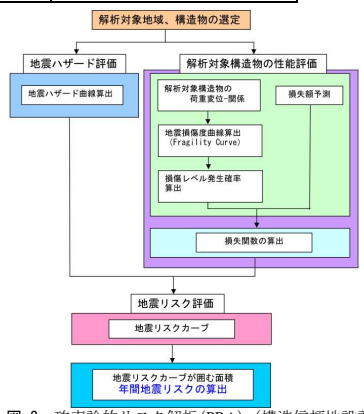 解析対象地域、構造物の選定
地震ハザード評価
解析対象構造物の性能評価
地震ハザード曲線算出
解析対象構造物の
荷重変位-関係
損失額予測
地震損傷度曲線算出
(Fragility Curve)
損傷レベル発生確率
算出
損失関数の算出
地震リスク評価
地震リスクカーブ
地震リスクカーブが囲む面積
年間地震リスクの算出